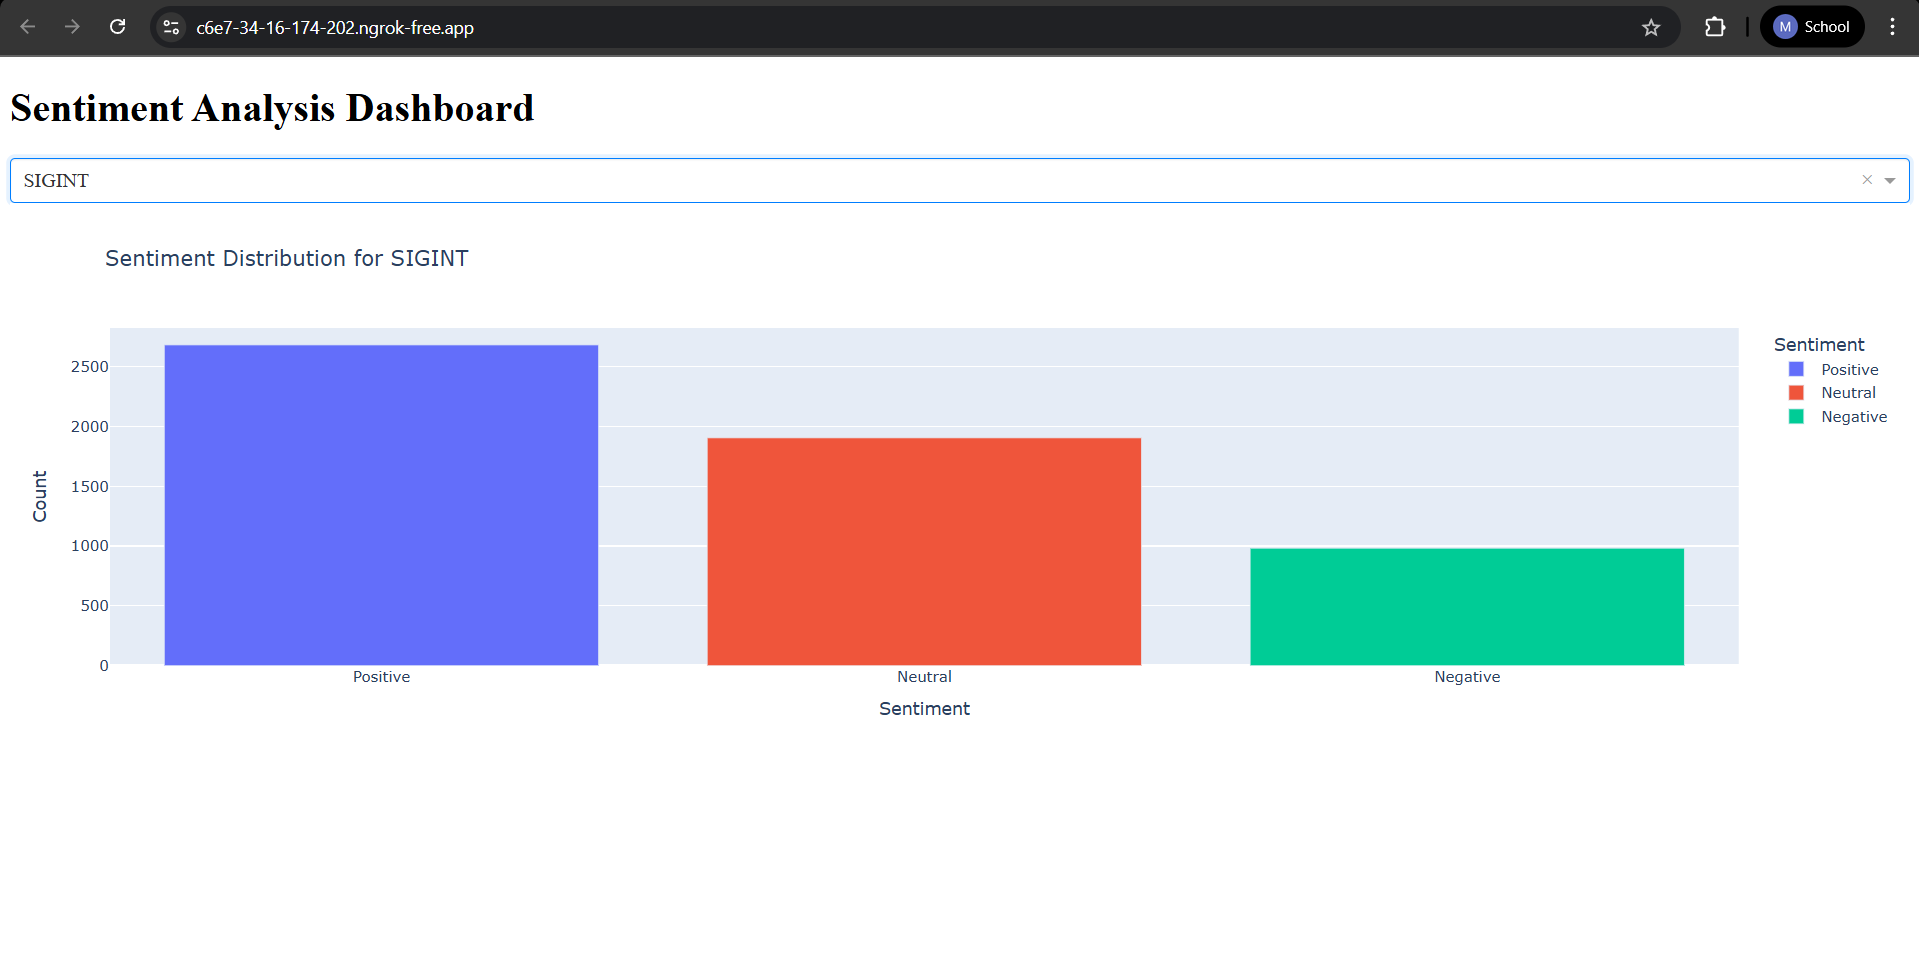 c6e7-34-16-174-202.ngrok-free.app
M School
Sentiment Analysis Dashboard
SIGINT
Sentiment Distribution for SIGINT
Sentiment
Positive
Neutral
Negative
2500
2000
1500
1000
500
0
Count
Positive Neutral Negative
Sentiment